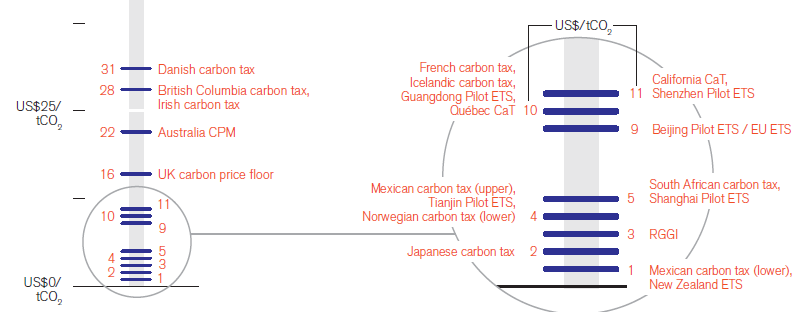 31 Danish carbon tax
28 British Columbia carbon tax,
Irish carbon tax
US$25/
tCO2
22 Australia CPM
16 UK carbon price floor
11
10
9
5
4
3
2
1
US$0/
tCO2
US$/tCO2
French carbon tax,
Icelandic carbon tax,
Guangdong Pilot ETS,
Québec CaT 10
California CaT,
11 Shenzhen Pilot ETS
9 Beijing Pilot ETS / EU ETS
Mexican carbon tax (upper),
Tianjin Pilot ETS,
Norwegian carbon tax (lower) 4
South African carbon tax,
5 Shanghai Pilot ETS
3 RGGI
Japanese carbon tax 2
1 Mexican carbon tax (lower),
New Zealand ETS